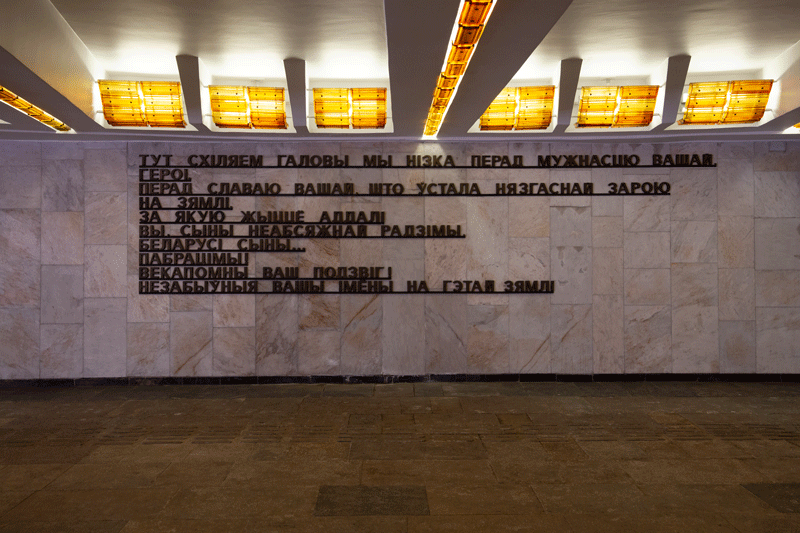 ТУТ СХІЛЯЕМ ГАЛОВЫ МЫ НІЗКА ПЕРАД МУЖНАСЦЮ ВАШАЙ,
ГЕРОІ,
ПЕРАД СЛАВАЮ ВАШАЙ, ШТО ЎСТАЛА НЯЗГАСНАЙ ЗАРОЮ
НА ЗЯМЛІ,
ЗА ЯКУЮ ЖЫЦЦЁ АДДАЛІ
ВЫ, СЫНЫ НЕАБСЯЖНАЙ РАДЗІМЫ,
БЕЛАРУСІ СЫНЫ...
ПАБРАЦІМЫ!
ВЕКАПОМНЫ ВАШ ПОДЗВІГ І
НЕЗАБЫЎНЫЯ ВАШЫ ІМЁНЫ НА ГЭТАЙ ЗЯМЛІ